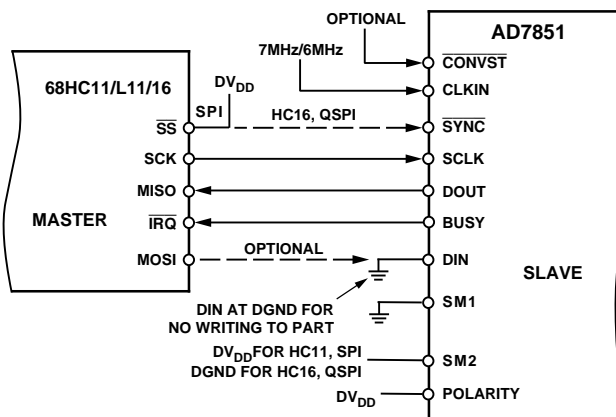 OPTIONAL
AD7851
7MHz/6MHz
CONVST
CLKIN
68HC11/L11/16
DVDD
SPI
HC16, QSPI
SS
SYNC
SCK
SCLK
MISO
DOUT
MASTER
IRQ
BUSY
MOSI
OPTIONAL
DIN
SLAVE
DIN AT DGND FOR
NO WRITING TO PART
SM1
DVDD FOR HC11, SPI
DGND FOR HC16, QSPI
SM2
DVDD
POLARITY